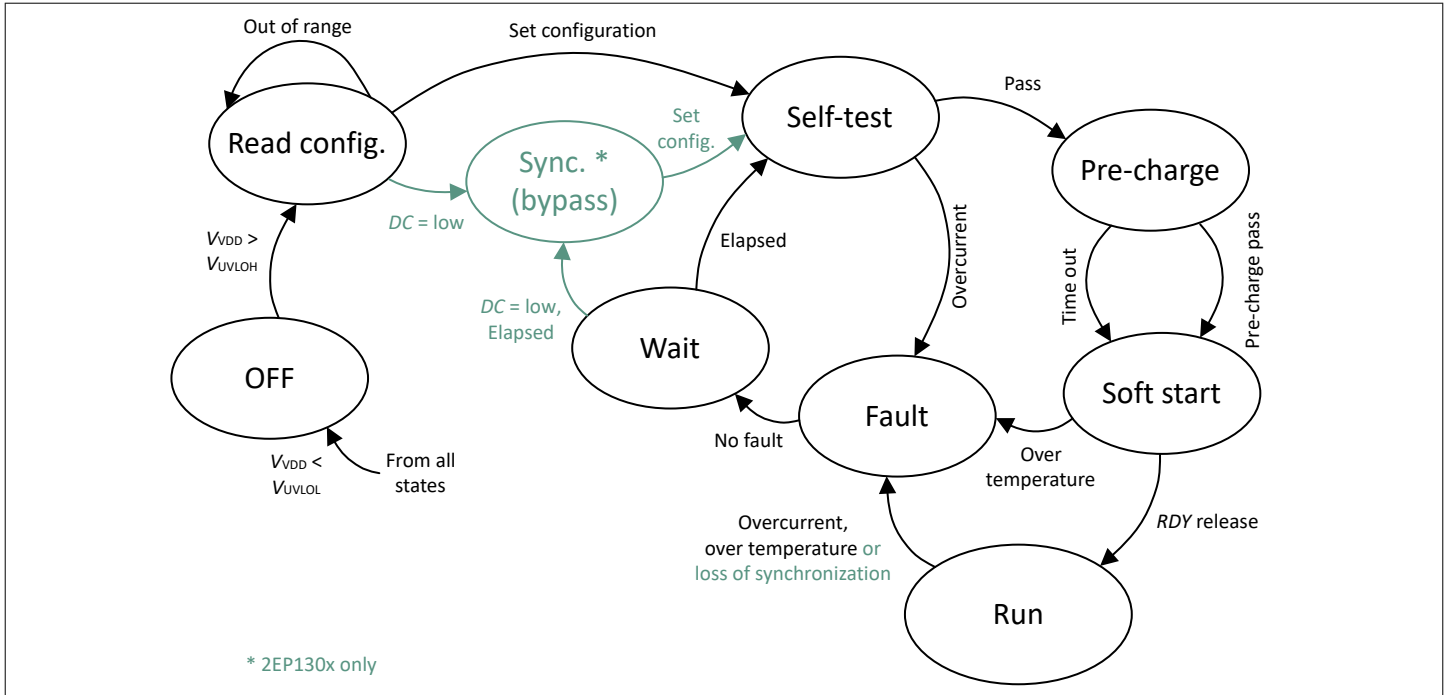 Out of range
Set configuration
Read config.
Set
config.
Sync. *
(bypass)
DC = low
Self-test
Pass
Pre-charge
VVDD >
VUVLOH
Elapsed
Overcurrent
Time out
Pre-charge pass
DC = low,
Elapsed
Wait
OFF
Soft start
Fault
No fault
Over
temperature
VVDD <
VUVLOL
From all
states
RDY release
Overcurrent,
over temperature or
loss of synchronization
Run
* 2EP130x only